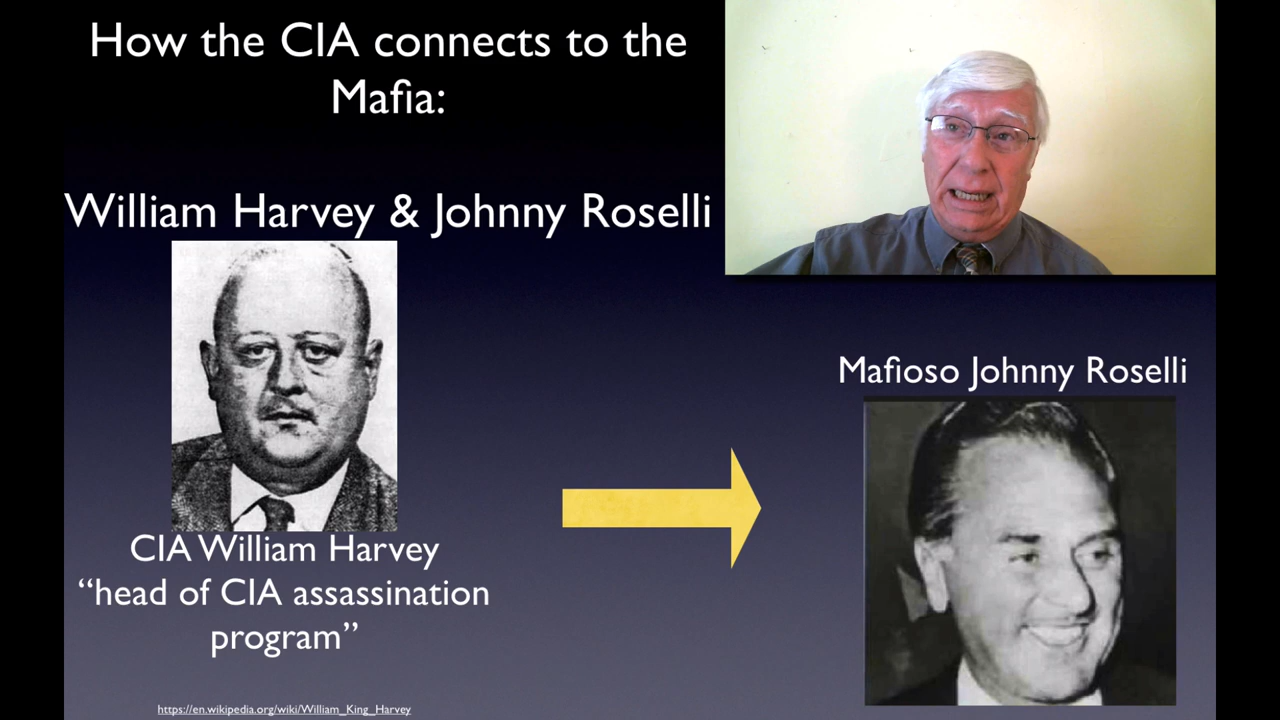 How the CIA connects to the
Mafia:
William Harvey & Johnny Roselli
Mafioso Johnny Roselli
CIA William Harvey
“head of CIA assassination
program”
https://en.wikipedia.org/wiki/William_King_Harvey